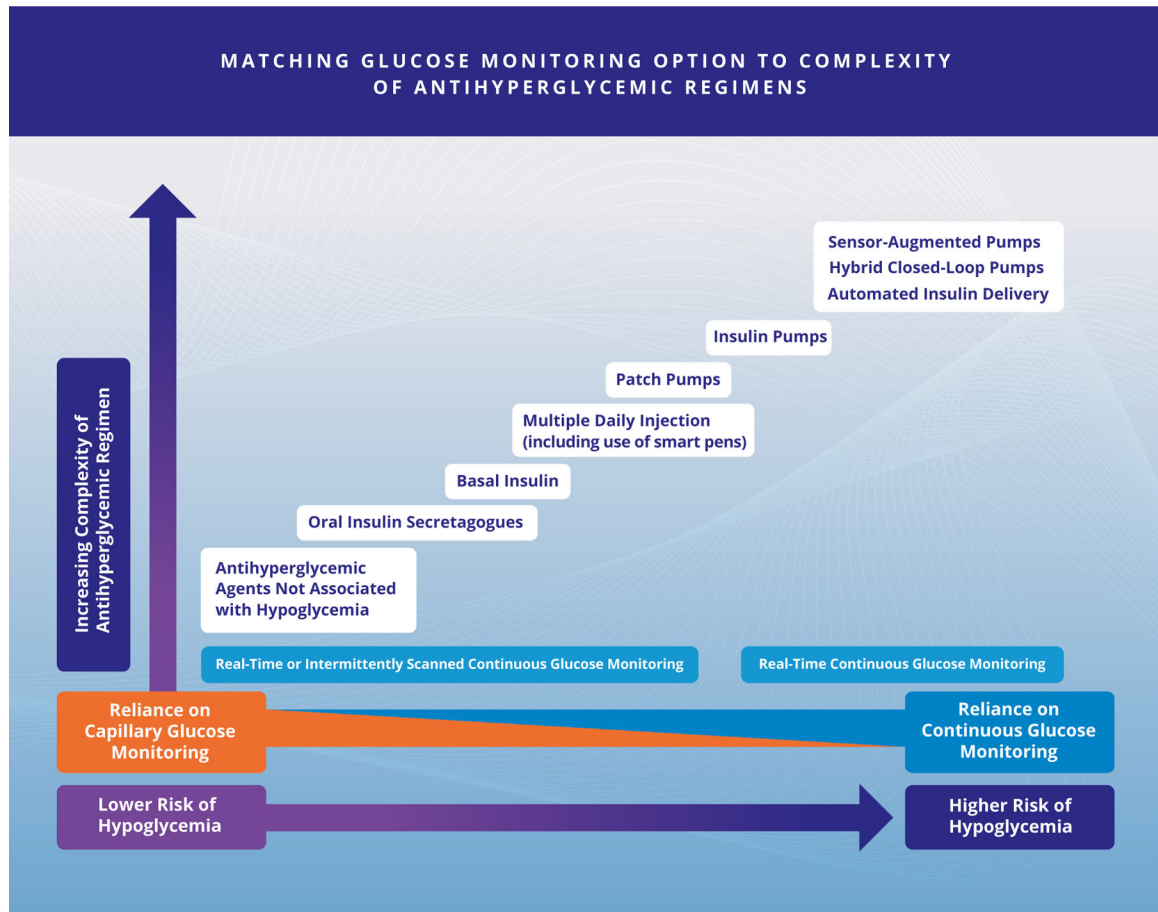 MATCHING GLUCOSE MONITORING OPTION TO COMPLEXITY
OF ANTIHYPERGLYCEMIC REGIMENS
Sensor-Augmented Pumps
Hybrid Closed-Loop Pumps
Automated Insulin Delivery
Insulin Pumps
Patch Pumps
Multiple Daily Injection
(including use of smart pens)
Basal Insulin
Oral Insulin Secretagogues
Antihyperglycemic
Agents Not Associated
with Hypoglycemia
Increasing Complexity of
Antihyperglycemic Regimen
Real-Time or Intermittently Scanned Continuous Glucose Monitoring
Real-Time Continuous Glucose Monitoring
Reliance on
Capillary Glucose
Monitoring
Reliance on
Continuous Glucose
Monitoring
Lower Risk of
Hypoglycemia
Higher Risk of
Hypoglycemia